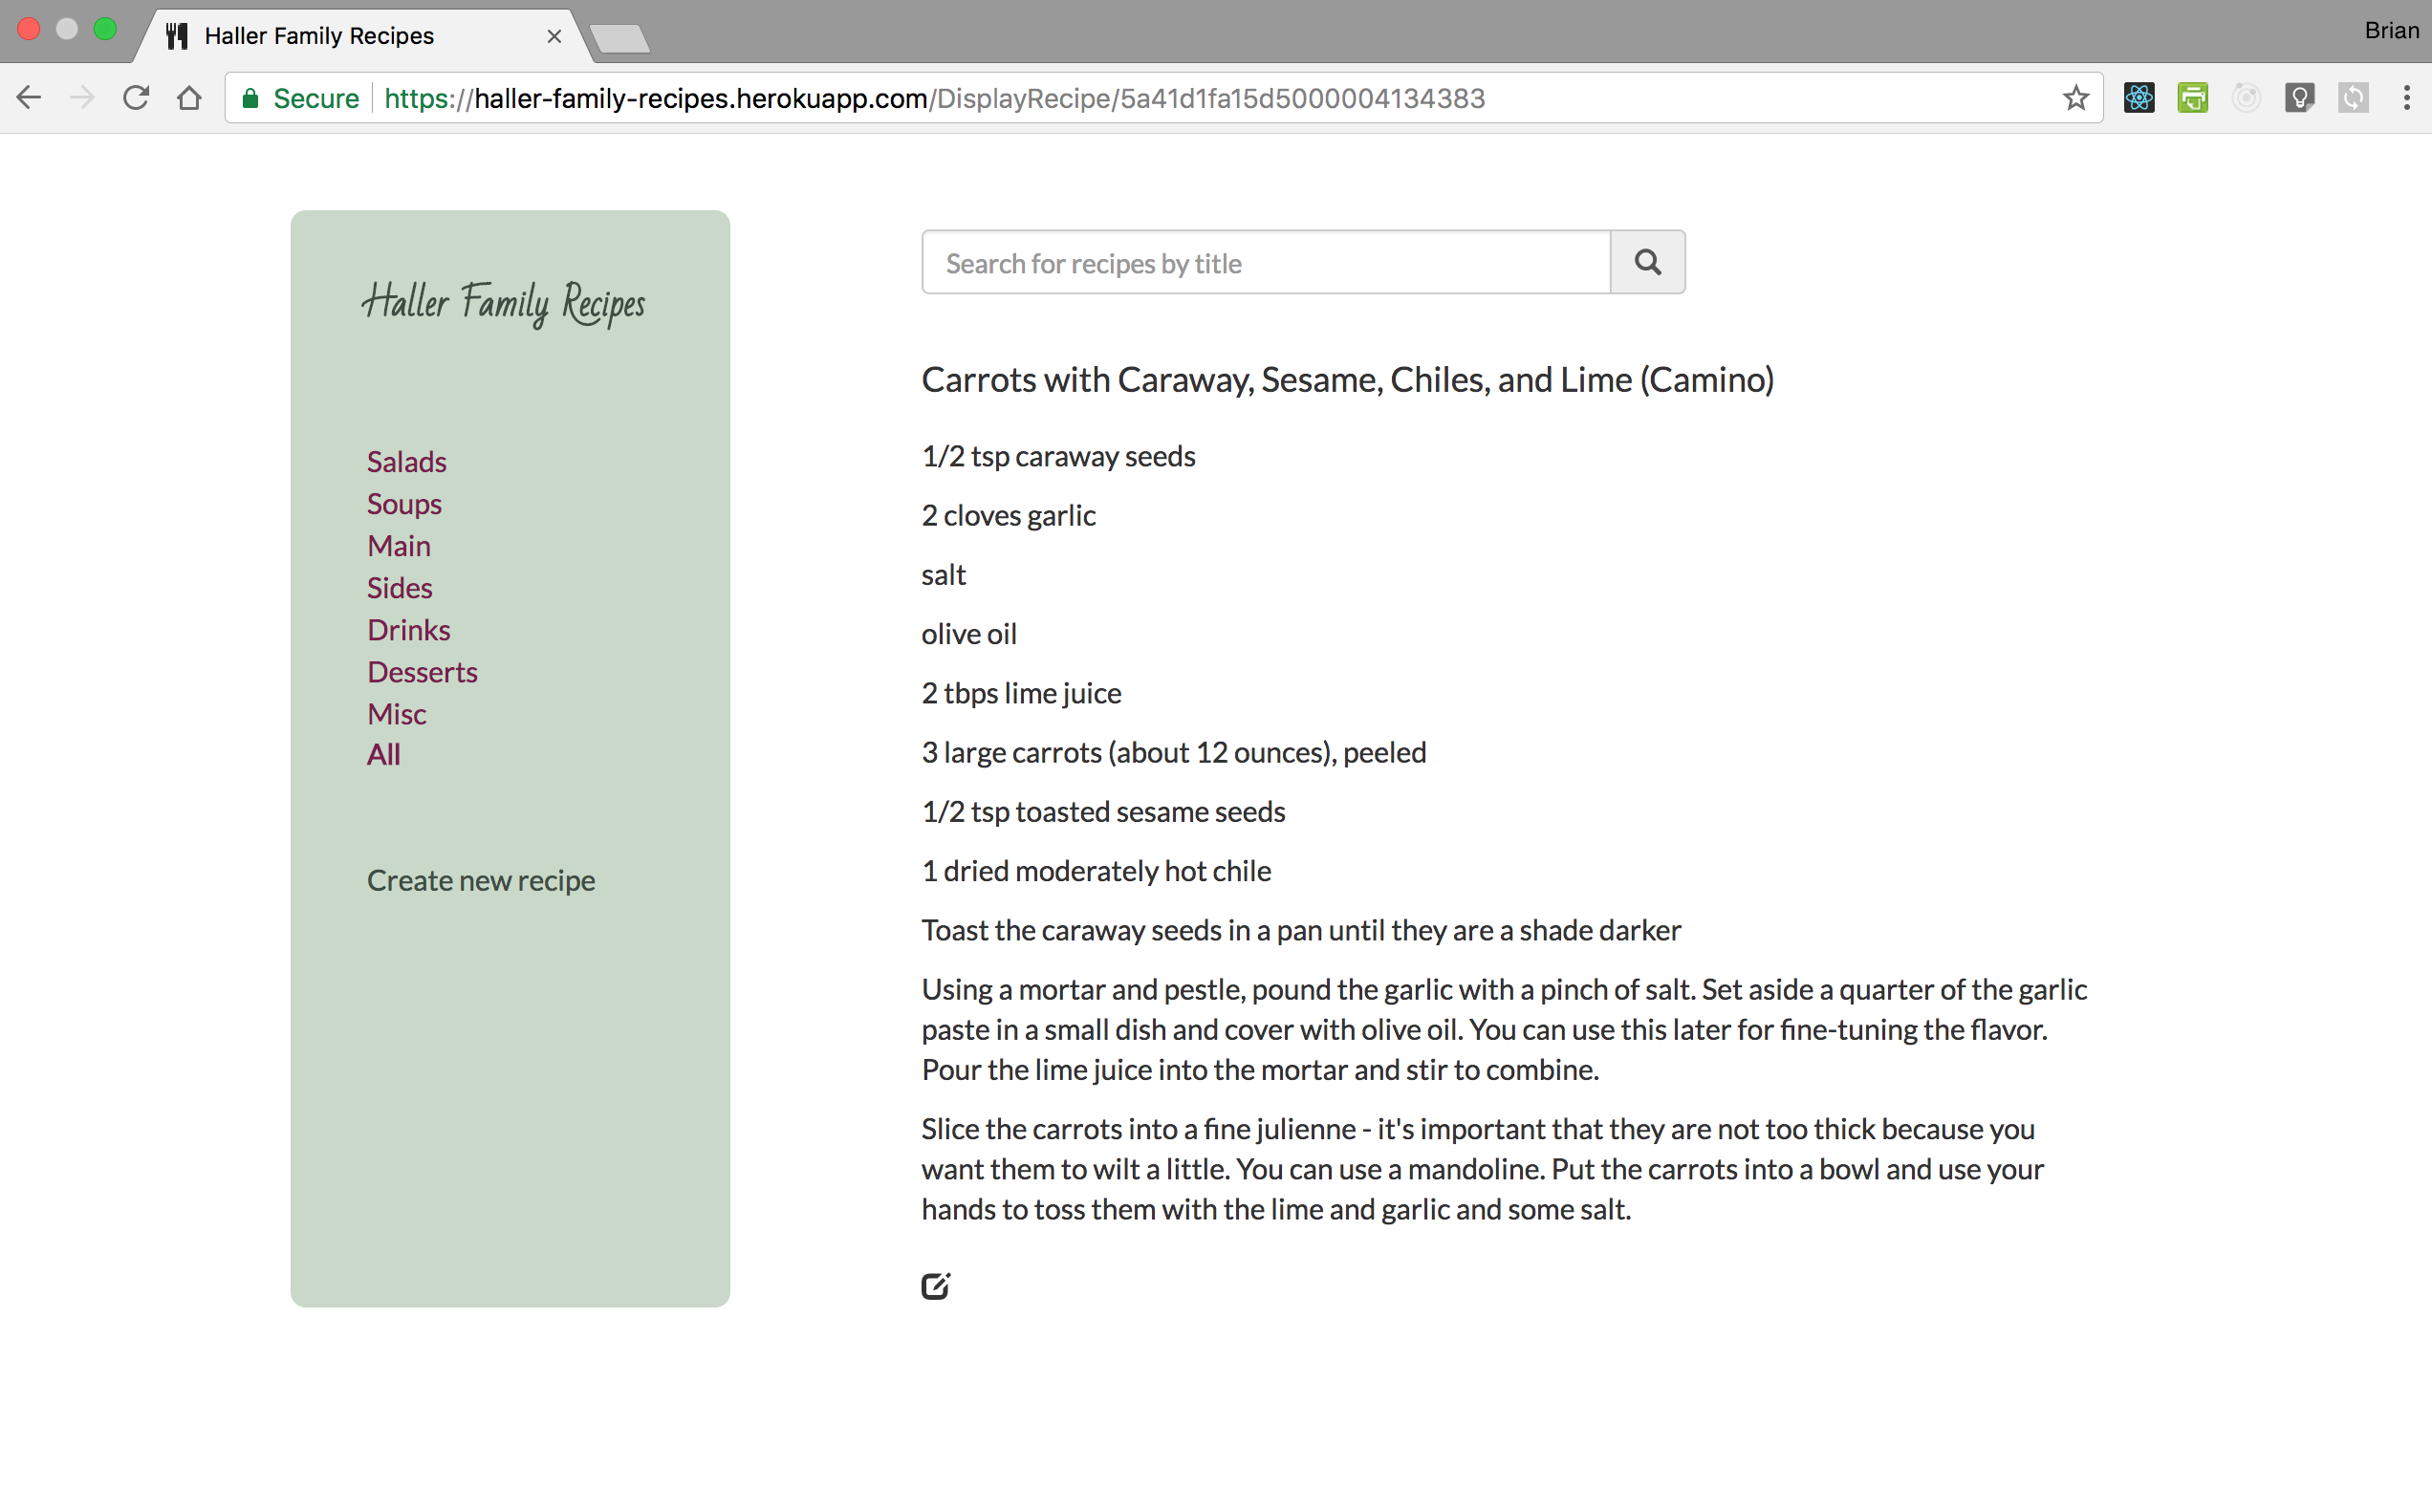 Haller Family Recipes
Brian
Secure https://haller-family-recipes.herokuapp.com/DisplayRecipe/5a41d1fa15d5000004134383
Haller Family Recipes
Salads
Soups
Main
Sides
Drinks
Desserts
Misc
All
Create new recipe
Search for recipes by title
Carrots with Caraway, Sesame, Chiles, and Lime (Camino)
1/2 tsp caraway seeds
2 cloves garlic
salt
olive oil
2 tbps lime juice
3 large carrots (about 12 ounces), peeled
1/2 tsp toasted sesame seeds
1 dried moderately hot chile
Toast the caraway seeds in a pan until they are a shade darker
Using a mortar and pestle, pound the garlic with a pinch of salt. Set aside a quarter of the garlic
paste in a small dish and cover with olive oil. You can use this later for fine-tuning the flavor.
Pour the lime juice into the mortar and stir to combine.
Slice the carrots into a fine julienne - it's important that they are not too thick because you
want them to wilt a little. You can use a mandoline. Put the carrots into a bowl and use your
hands to toss them with the lime and garlic and some salt.